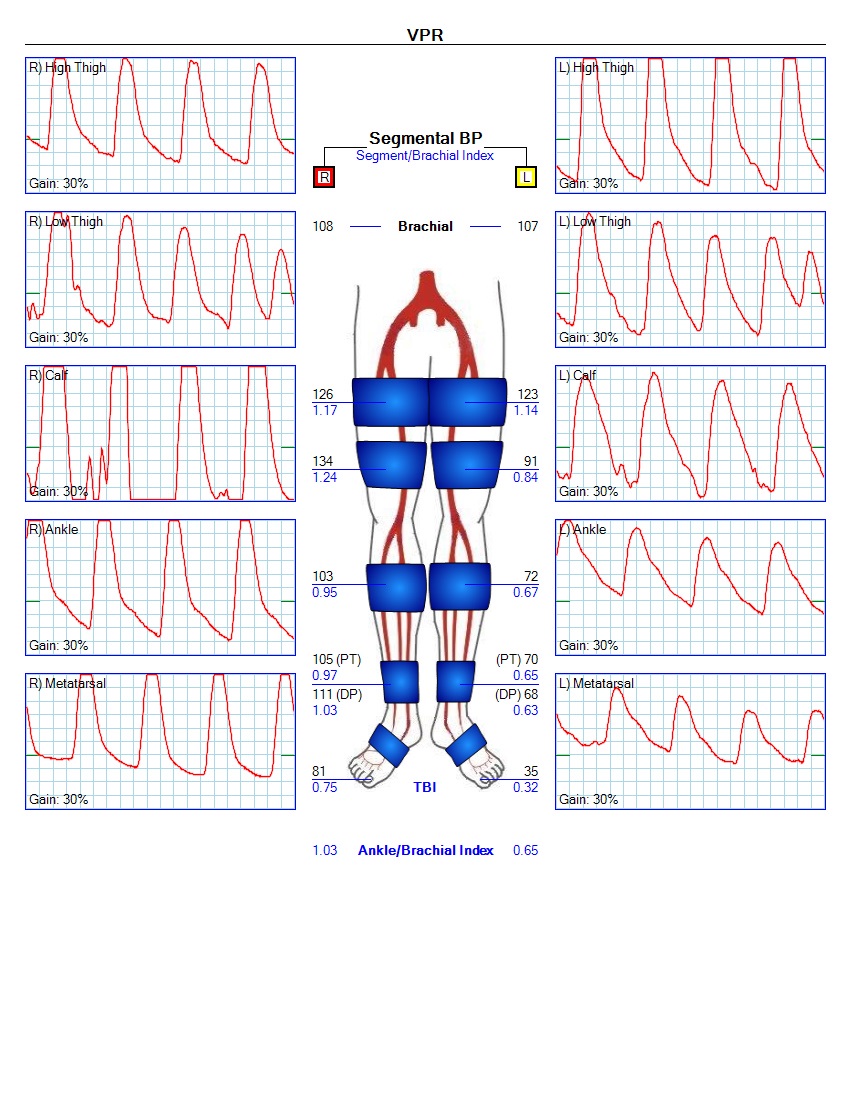 VPR
R) High Thigh
Gain: 30%
R) Low Thigh
Gain: 30%
R) Calf
Gain: 30%
R) Ankle
Gain: 30%
R) Metatarsal
Gain: 30%
Segmental BP
Segment/Brachial Index
R L
108 Brachial 107
126 123
1.17 1.14
134 91
1.24 0.84
103 72
0.95 0.67
105 (PT) (PT) 70
0.97 0.65
111 (DP) (DP) 68
1.03 0.63
81 35
0.75 TBI 0.32
1.03 Ankle/Brachial Index 0.65
L) High Thigh
Gain: 30%
L) Low Thigh
Gain: 30%
L) Calf
Gain: 30%
L) Ankle
Gain: 30%
L) Metatarsal
Gain: 30%